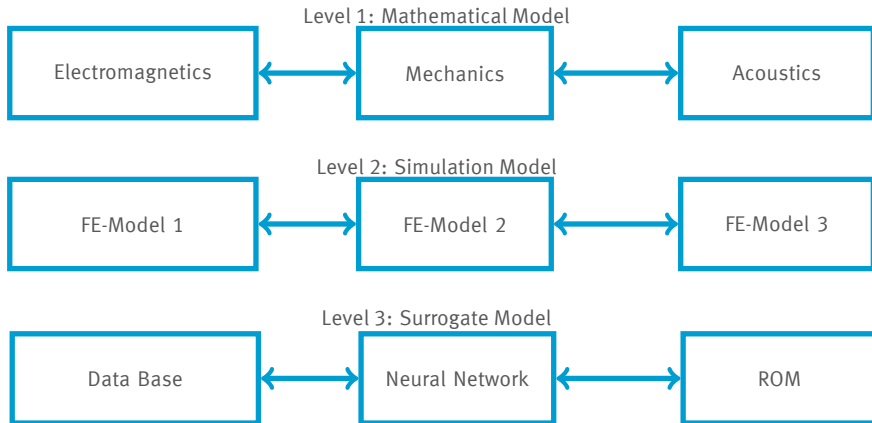 Level 1: Mathematical Model
Electromagnetics
Mechanics
Acoustics
Level 2: Simulation Model
FE-Model 1
FE-Model 2
FE-Model 3
Level 3: Surrogate Model
Data Base
Neural Network
ROM